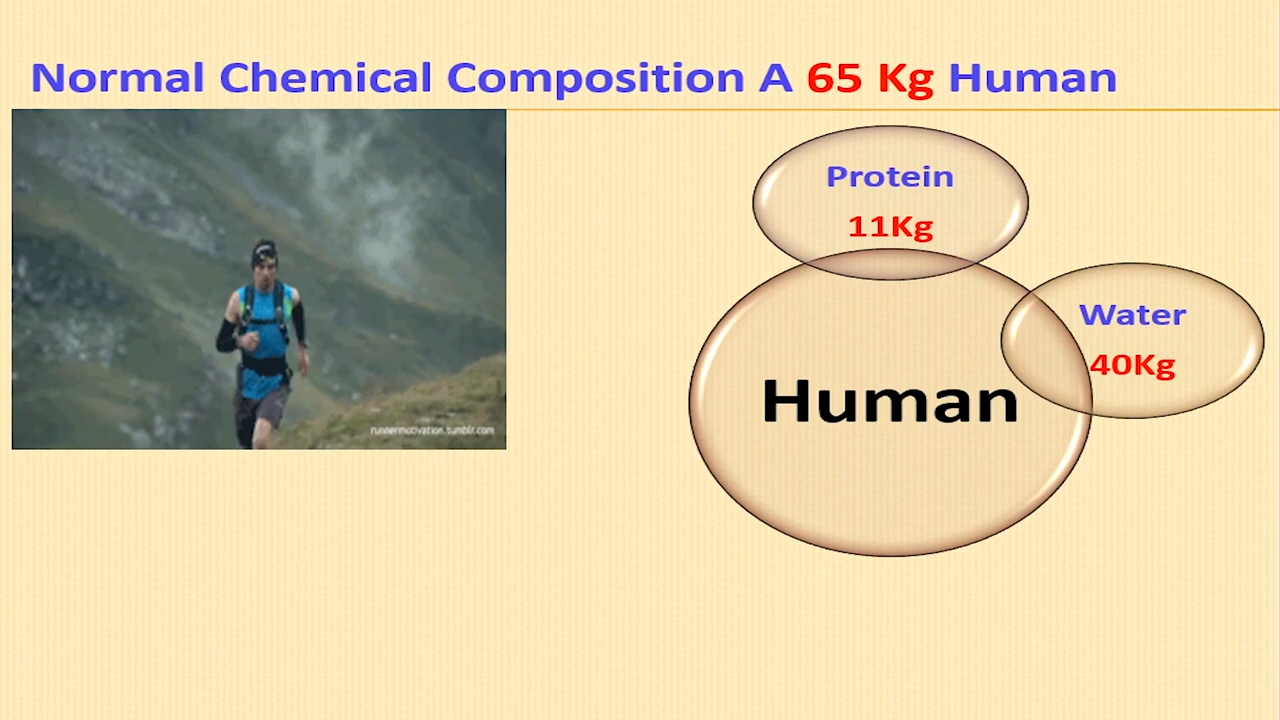 Normal Chemical Composition A 65 Kg Human
Protein
11Kg
Water
40Kg
Human
runnermotivation.tumblr.com